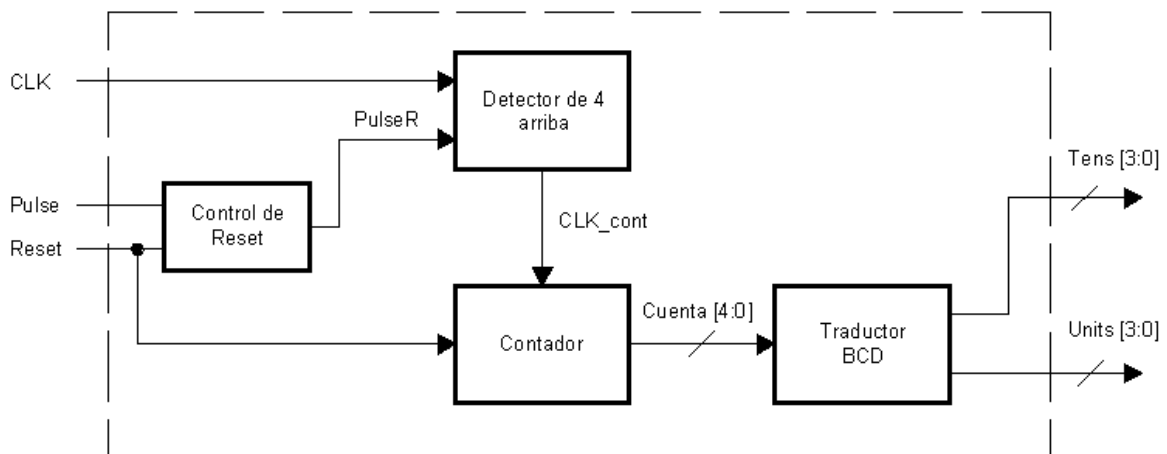 CLK
Detector de 4
arriba
PulseR
Tens [3:0]
Pulse
Control de
Reset
Reset
CLK_cont
Cuenta [4:0]
Units [3:0]
Contador
Traductor
BCD